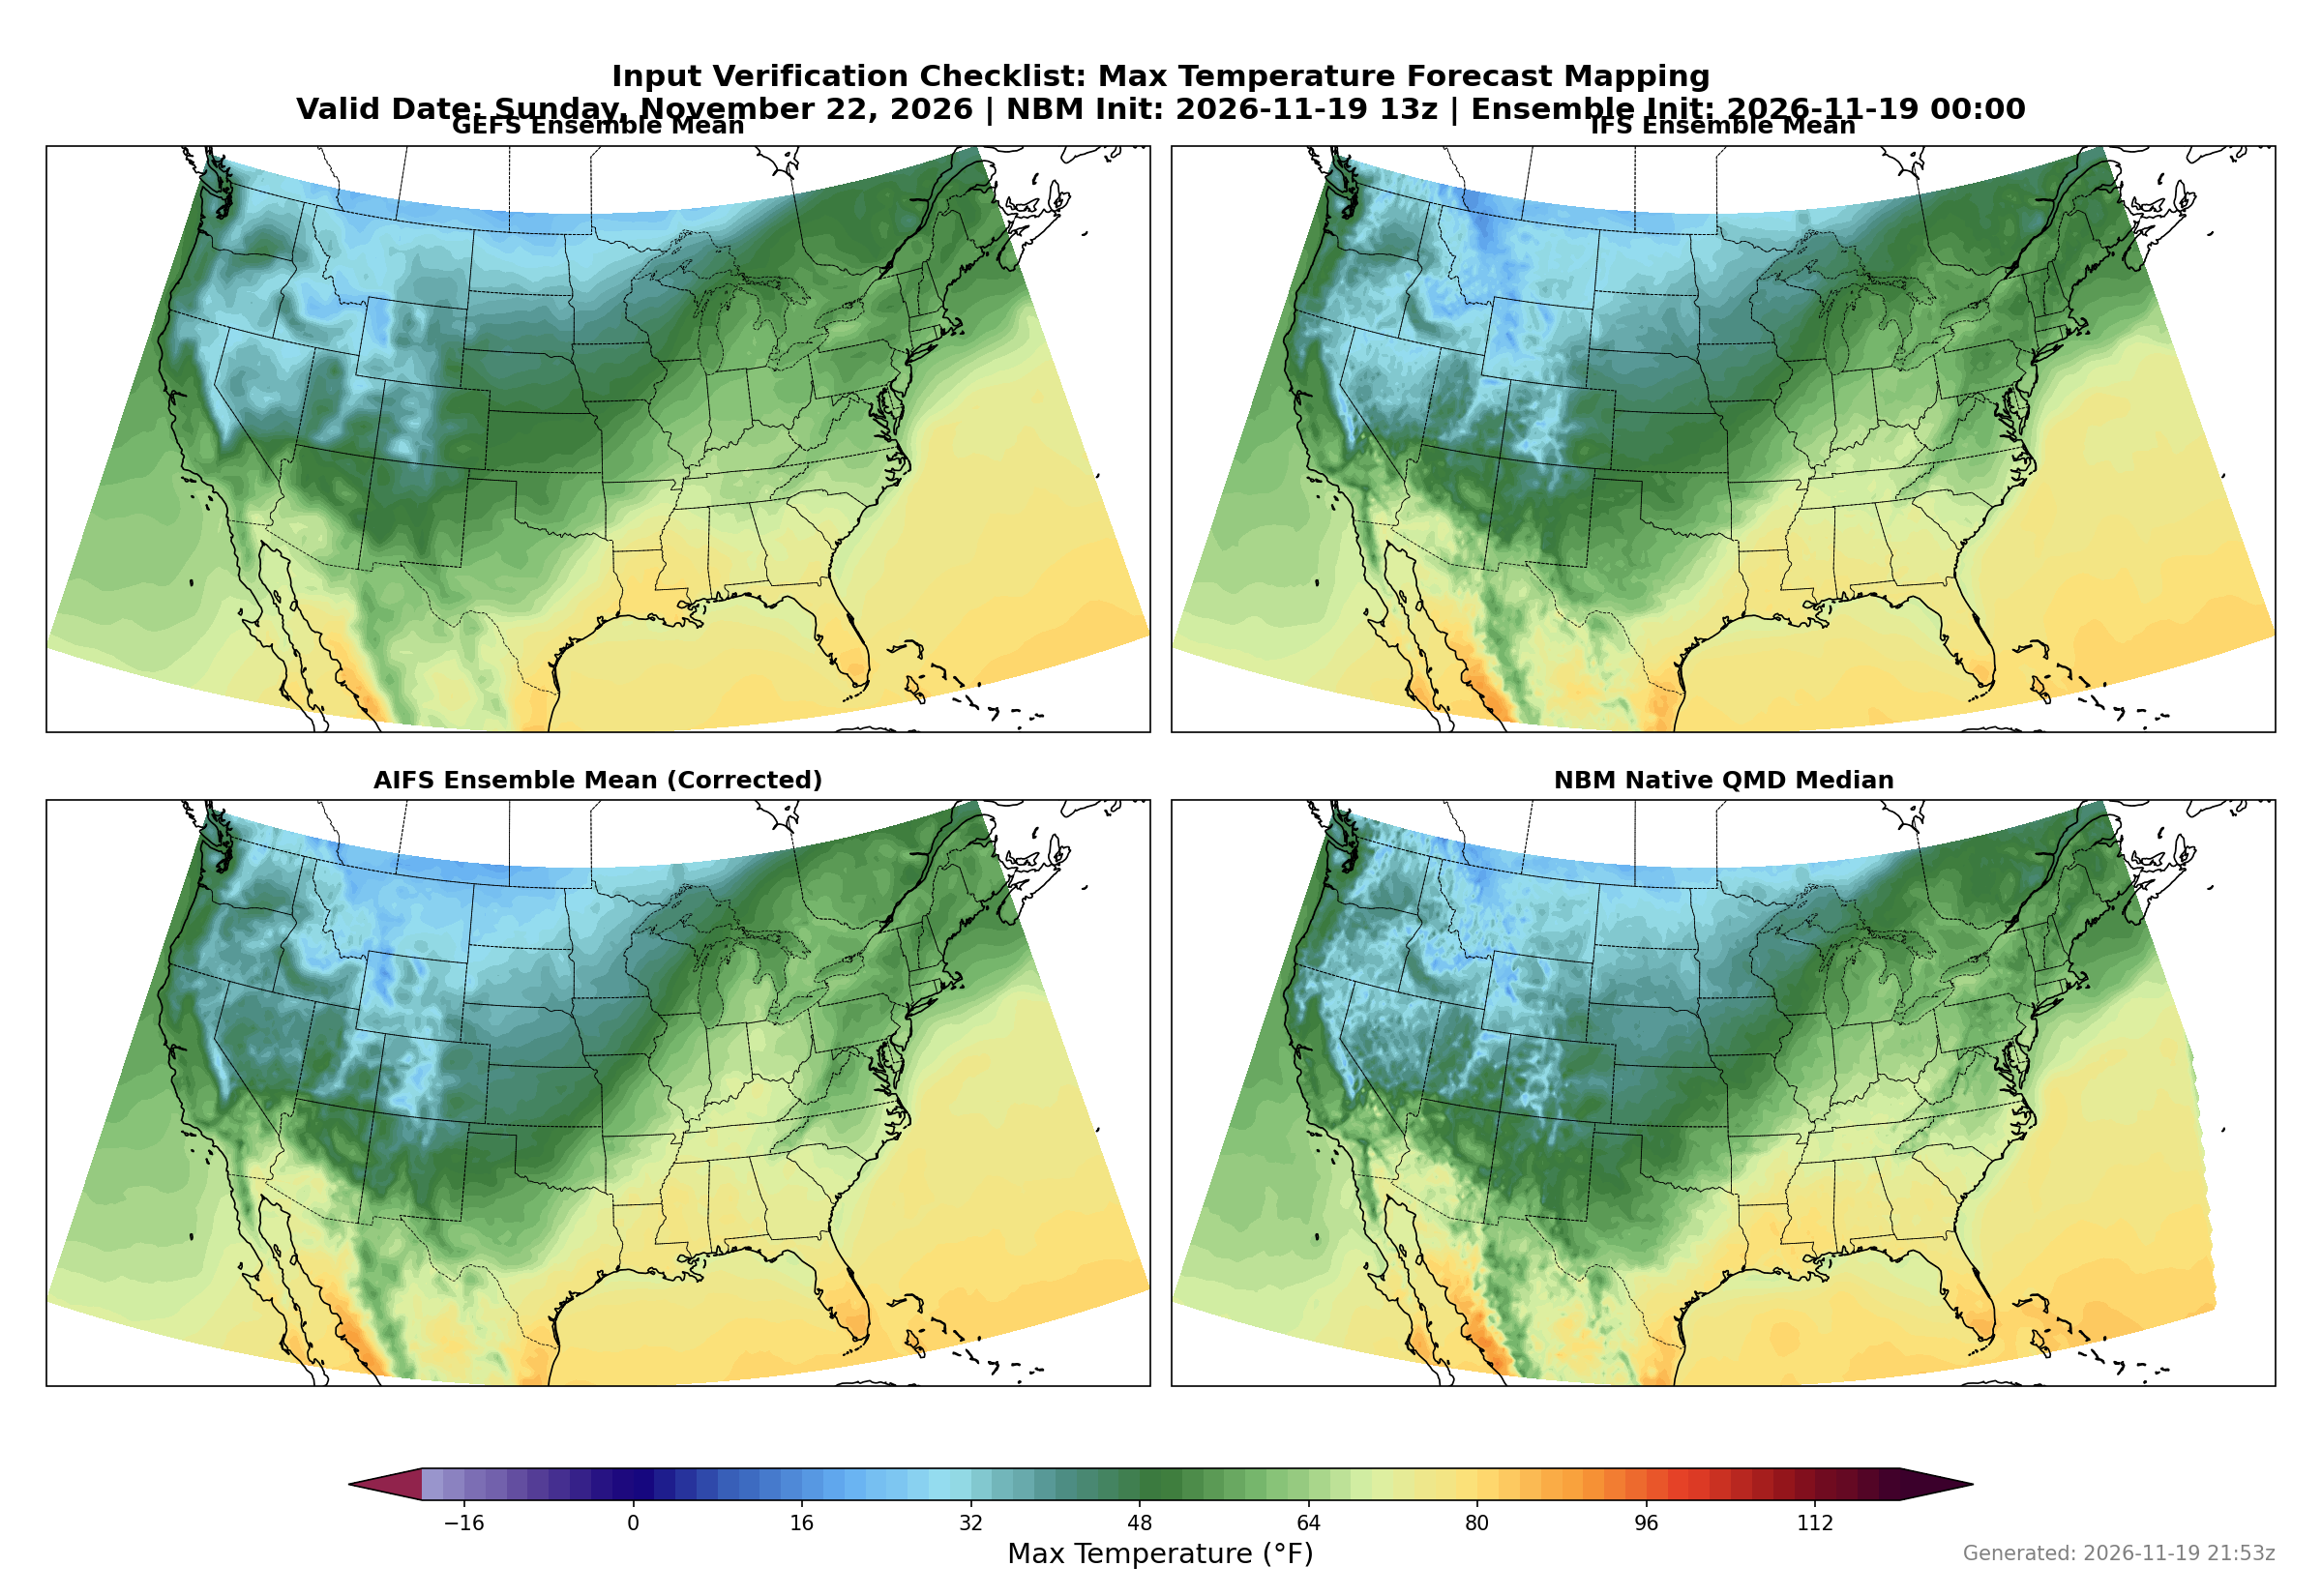 Input Verification Checklist: Max Temperature Forecast Mapping
Valid Date: Sunday, November 22, 2026 | NBM Init: 2026-11-19 13z | Ensemble Init: 2026-11-19 00:00
GEFS Ensemble Mean
IFS Ensemble Mean
AIFS Ensemble Mean (Corrected)
NBM Native QMD Median
−16 0 16 32 48 64 80 96 112
Max Temperature (°F)
Generated: 2026-11-19 21:53z